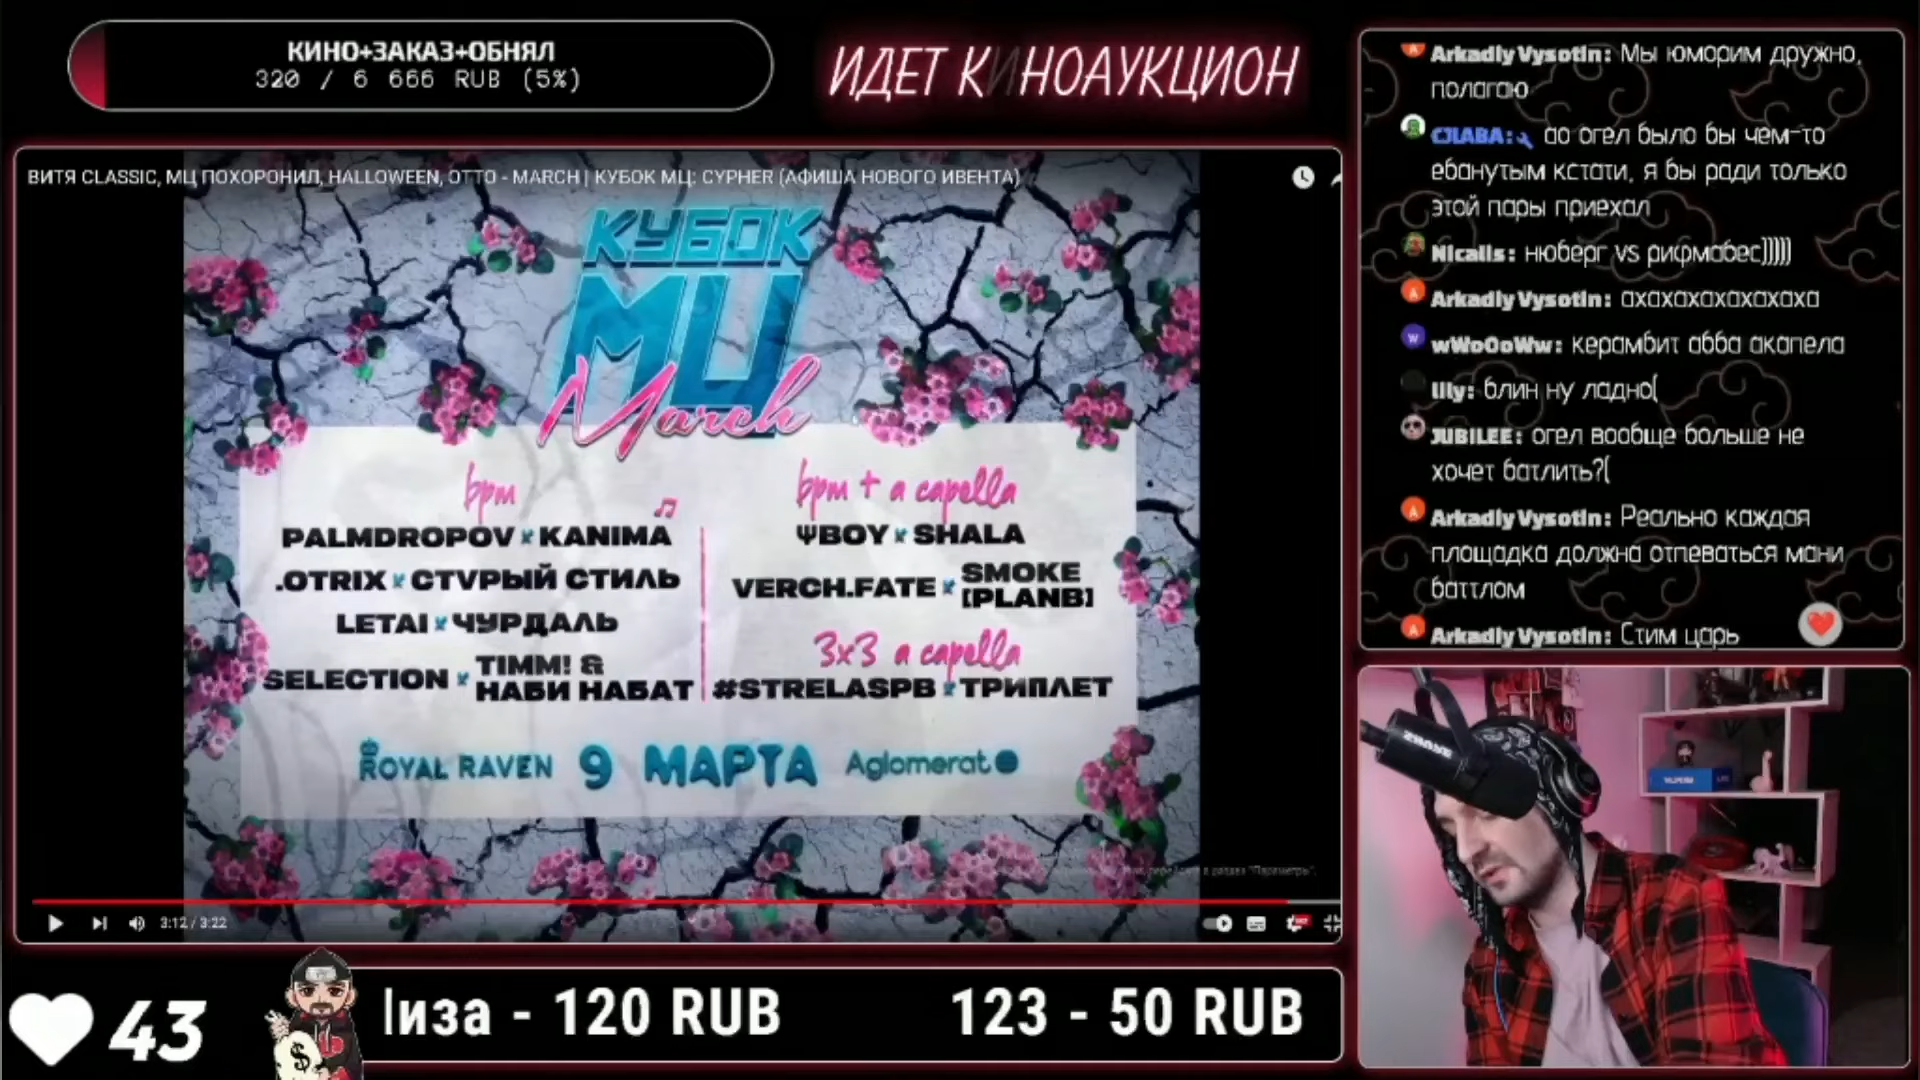 КИНО+ЗАКАЗ+ОБНЯЛ
320 / 6 666 RUB (5%)
ИДЕТ КИНОАУКЦИОН
ВИТЯ CLASSIC, МЦ ПОХОРОНИЛ, HALLOWEEN, ОТТО - MARCH | КУБОК МЦ: CYPHER (АФИША НОВОГО ИВЕНТА)
КУБОК
МЦ
March
bpm
PALMDROPOV x KANIMA
.OTRIX x СТVРЫЙ СТИЛЬ
LETAI x ЧУРДАЛЬ
SELECTION x TIMM! &
НАБИ НАБАТ
bpm + a capella
ΨBOY x SHALA
VERCH.FATE x SMOKE
[PLANB]
3x3 a capella
#STRELASPB x ТРИПЛЕТ
ROYAL RAVEN 9 МАРТА Aglomerat
3:12 / 3:22
Arkadly Vysotin: Мы юморим дружно,
полагаю
СЛАВА: ао огел было бы чем-то
ебанутым кстати, я бы ради только
этой пары приехал
Nicalls: нюберг vs рифмабес)))))
Arkadly Vysotin: ахахахахахахаха
wWoOoWw: керамбит абба акапела
Illy: блин ну ладно(
JUBILEE: огел вообще больше не
хочет батлить?(
Arkadly Vysotin: Реально каждая
площадка должна отпеваться мани
баттлом
Arkadly Vysotin: Стим царь
43
иза - 120 RUB
123 - 50 RUB